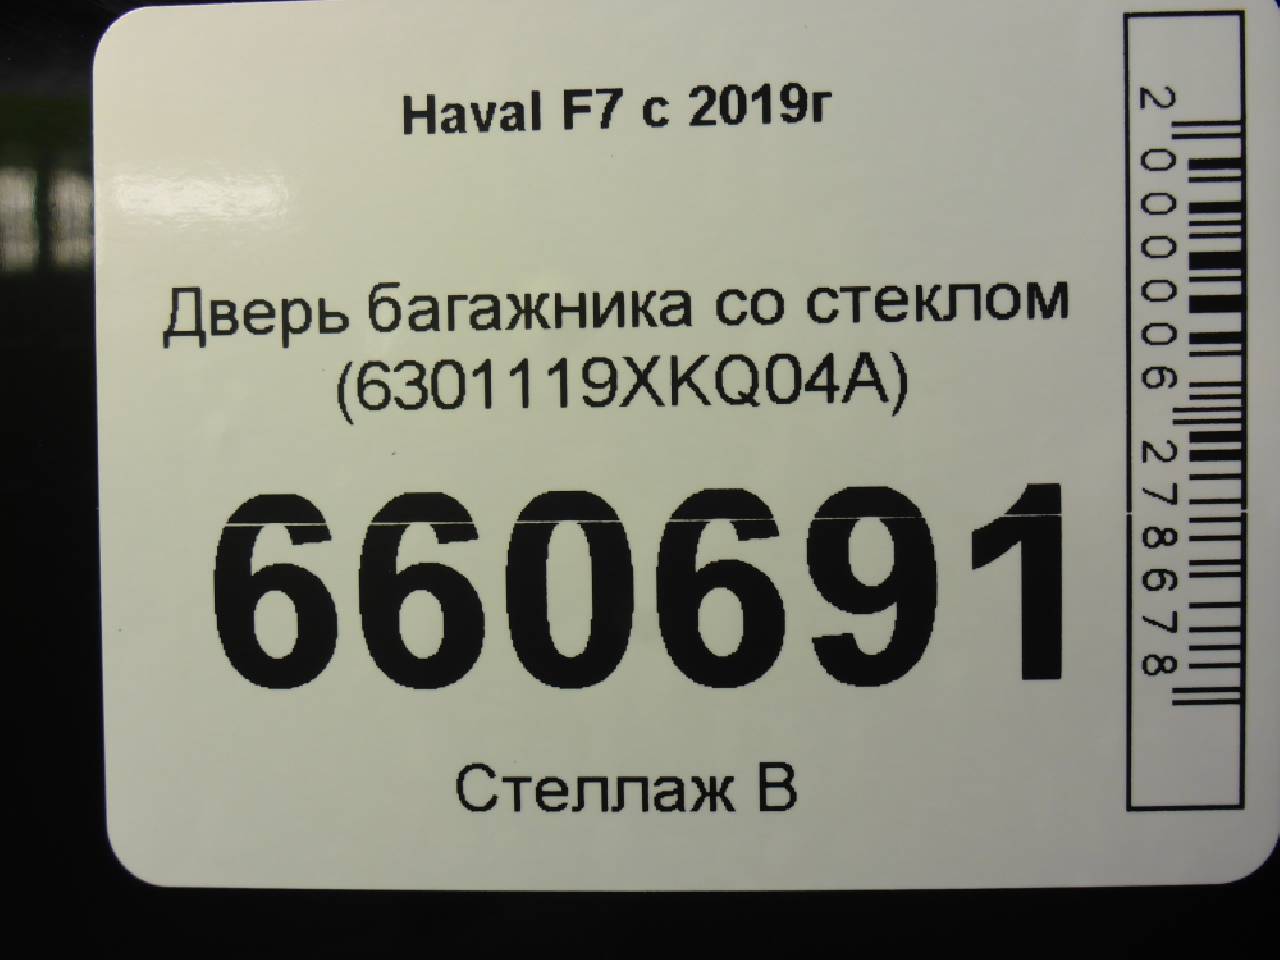 Haval F7 с 2019г
Дверь багажника со стеклом
(6301119XKQ04A)
660691
Стеллаж В
2000006278678